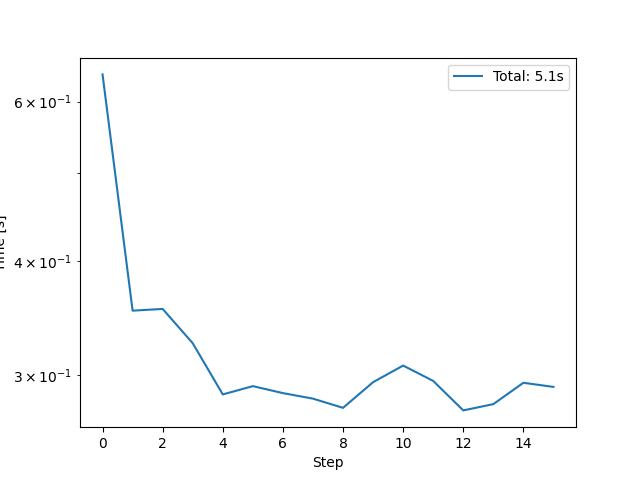 Total: 5.1s
6 × 10⁻¹
4 × 10⁻¹
3 × 10⁻¹
Time [s]
0 2 4 6 8 10 12 14
Step